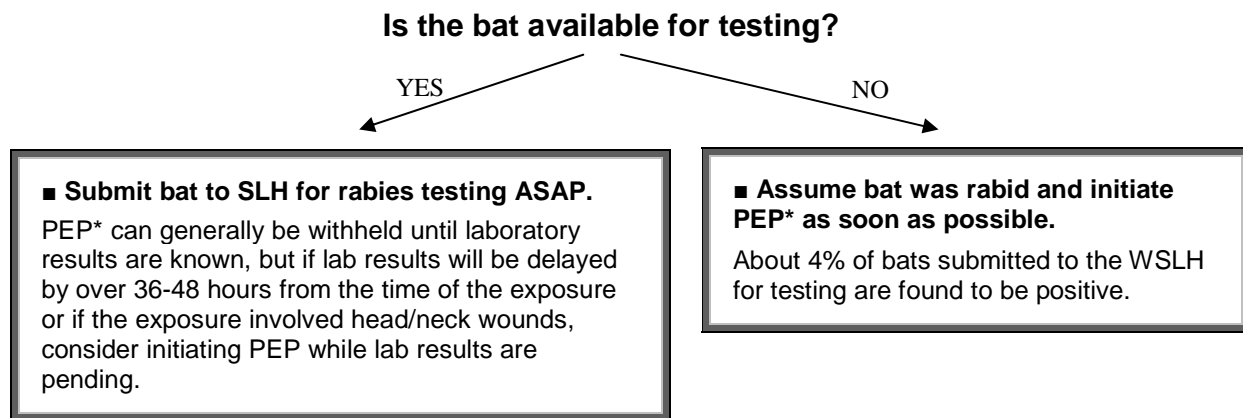 Is the bat available for testing?
YES
NO
■ Submit bat to SLH for rabies testing ASAP.
PEP* can generally be withheld until laboratory
results are known, but if lab results will be delayed
by over 36-48 hours from the time of the exposure
or if the exposure involved head/neck wounds,
consider initiating PEP while lab results are
pending.
■ Assume bat was rabid and initiate
PEP* as soon as possible.
About 4% of bats submitted to the WSLH
for testing are found to be positive.